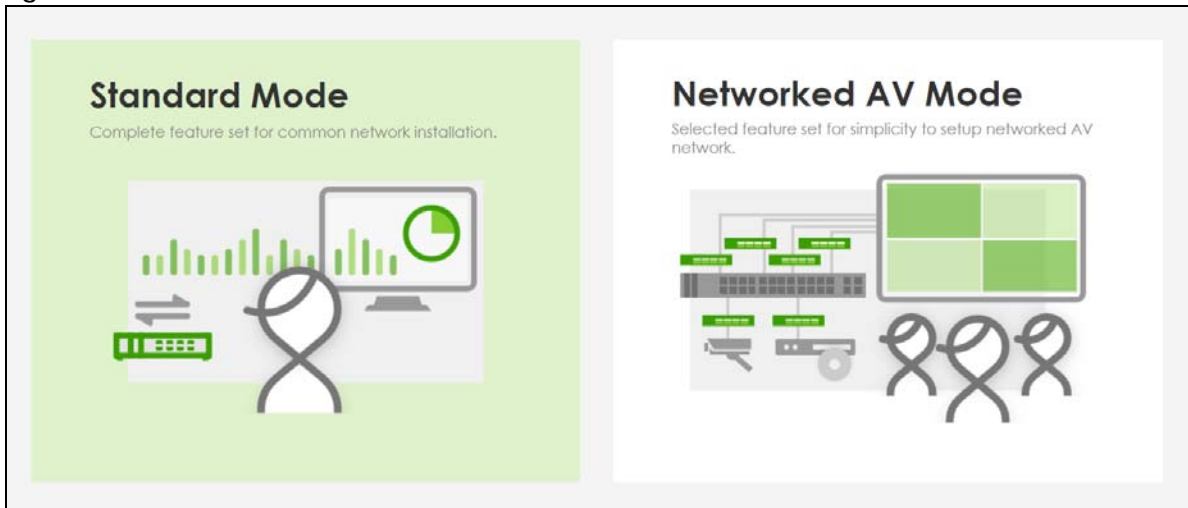 Standard Mode
Complete feature set for common network installation.
Networked AV Mode
Selected feature set for simplicity to setup networked AV
network.